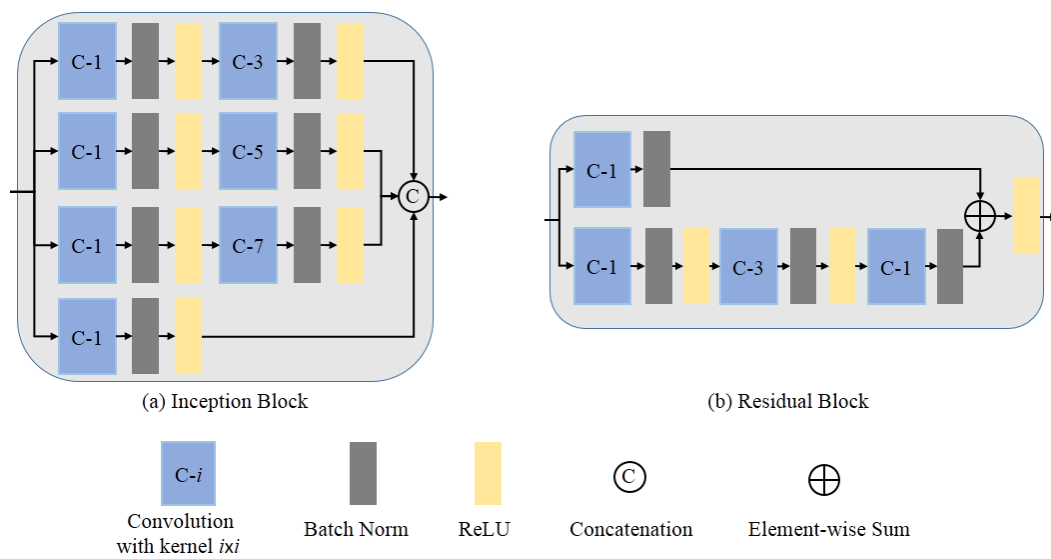 C-1 C-3
C-1 C-5
C
C-1 C-7
C-1
(a) Inception Block
C-1
C-1 C-3 C-1
(b) Residual Block
C-i
C
Convolution
with kernel ixi
Batch Norm
ReLU
Concatenation
Element-wise Sum